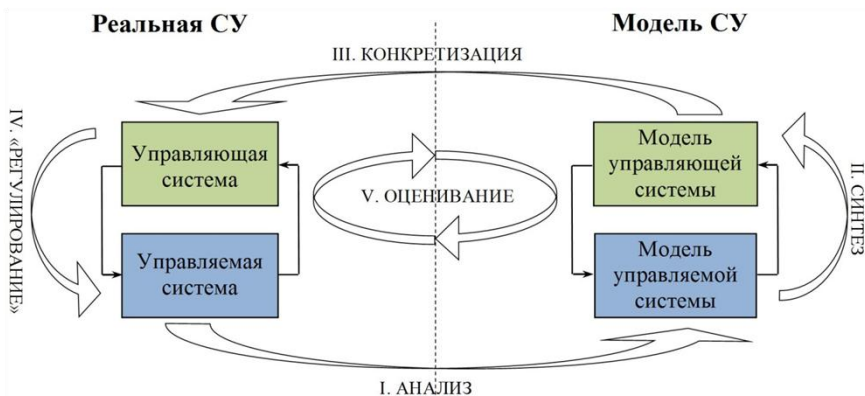 Реальная СУ
Модель СУ
III. КОНКРЕТИЗАЦИЯ
IV. «РЕГУЛИРОВАНИЕ»
Управляющая
система
Модель
управляющей
системы
V. ОЦЕНИВАНИЕ
II. СИНТЕЗ
Управляемая
система
Модель
управляемой
системы
I. АНАЛИЗ